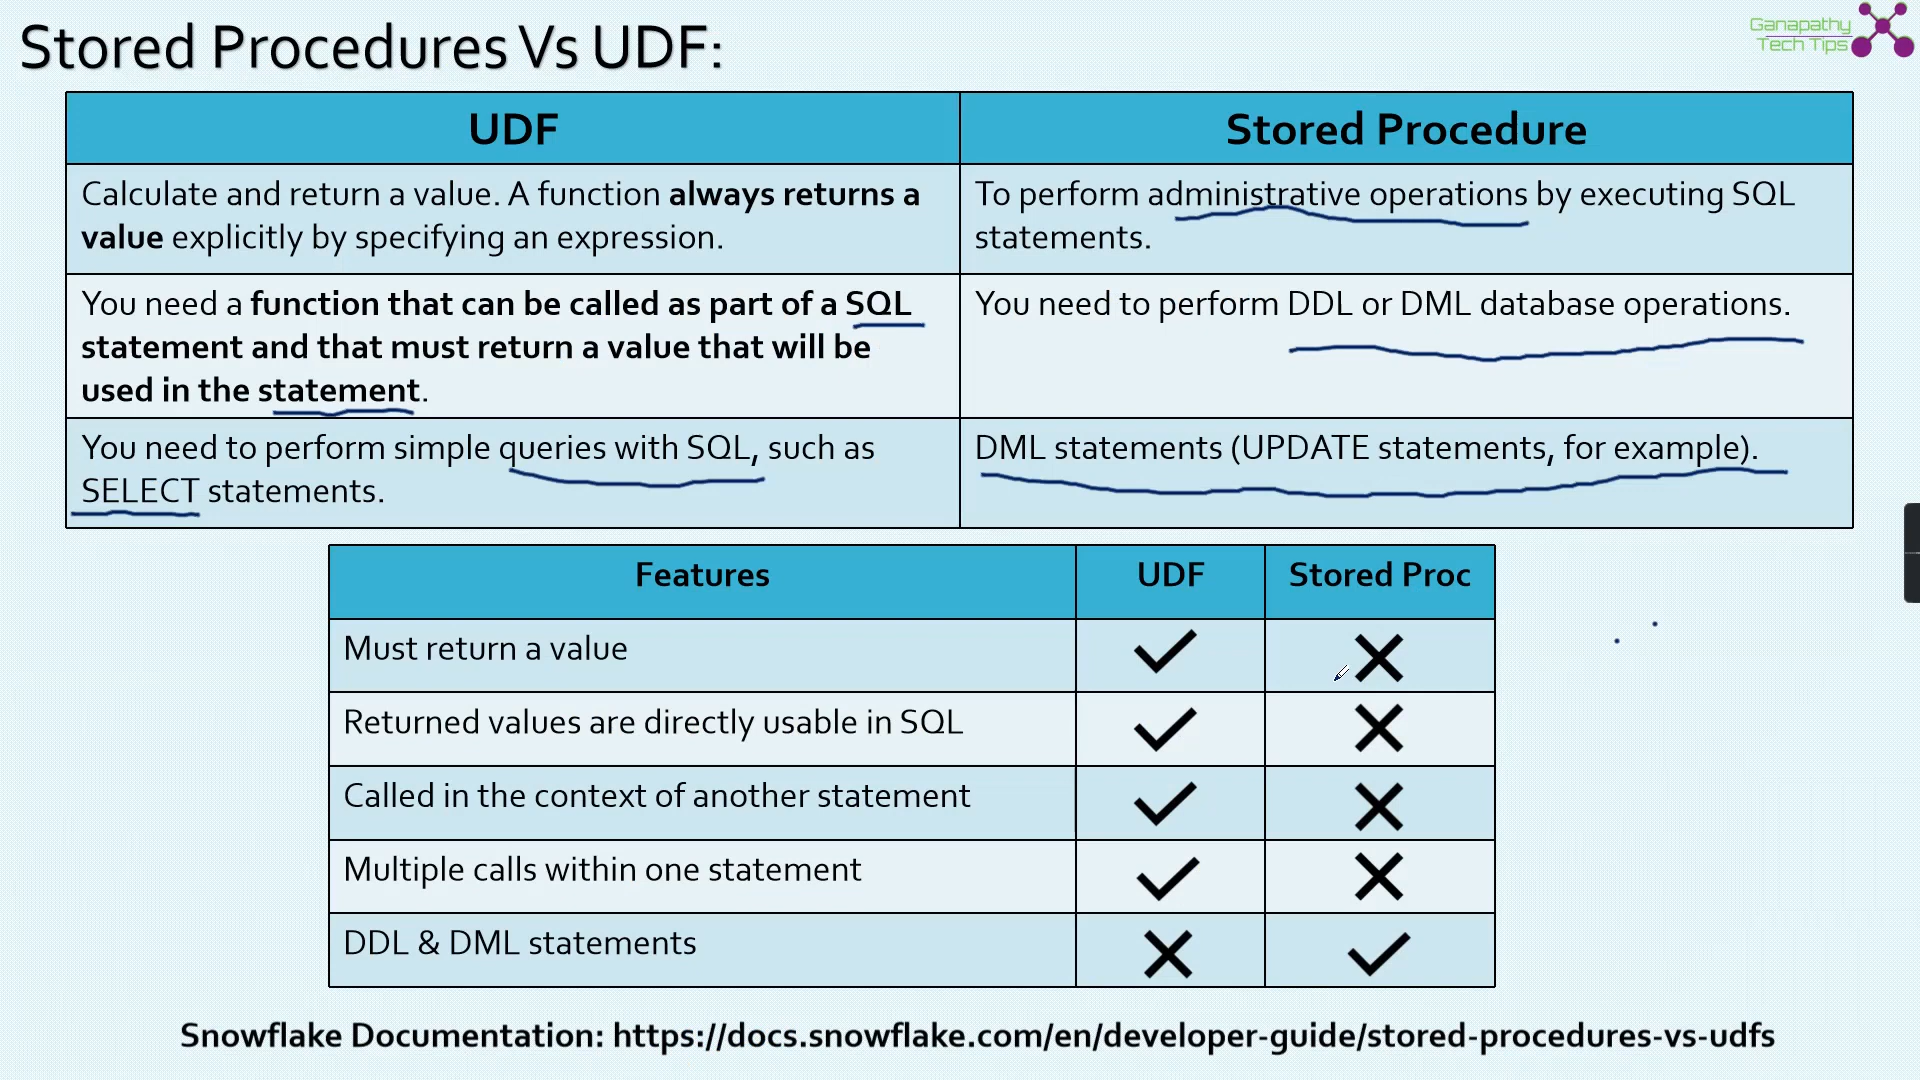 Stored Procedures Vs UDF:
Ganapathy
Tech Tips
UDF
Stored Procedure
Calculate and return a value. A function always returns a
value explicitly by specifying an expression.
To perform administrative operations by executing SQL
statements.
You need a function that can be called as part of a SQL
statement and that must return a value that will be
used in the statement.
You need to perform DDL or DML database operations.
You need to perform simple queries with SQL, such as
SELECT statements.
DML statements (UPDATE statements, for example).
Features
UDF
Stored Proc
Must return a value
Returned values are directly usable in SQL
Called in the context of another statement
Multiple calls within one statement
DDL & DML statements
Snowflake Documentation: https://docs.snowflake.com/en/developer-guide/stored-procedures-vs-udfs